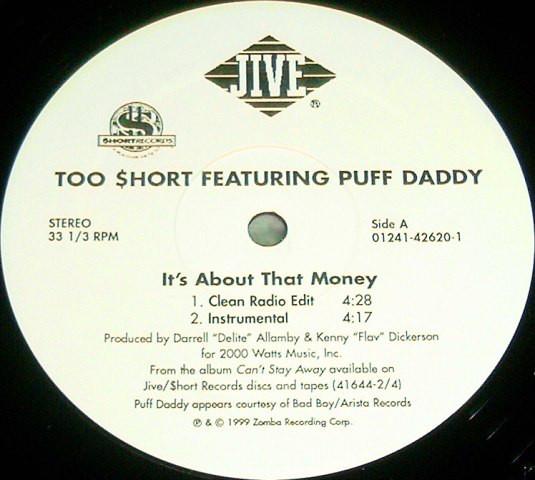 JIVE
®
$HORT RECORDS
TOO $HORT FEATURING PUFF DADDY
STEREO
33 1/3 RPM
Side A
01241-42620-1
It's About That Money
1. Clean Radio Edit 4:28
2. Instrumental 4:17
Produced by Darrell "Delite" Allamby & Kenny "Flav" Dickerson
for 2000 Watts Music, Inc.
From the album Can't Stay Away available on
Jive/$hort Records discs and tapes (41644-2/4)
Puff Daddy appears courtesy of Bad Boy/Arista Records
℗ & © 1999 Zomba Recording Corp.